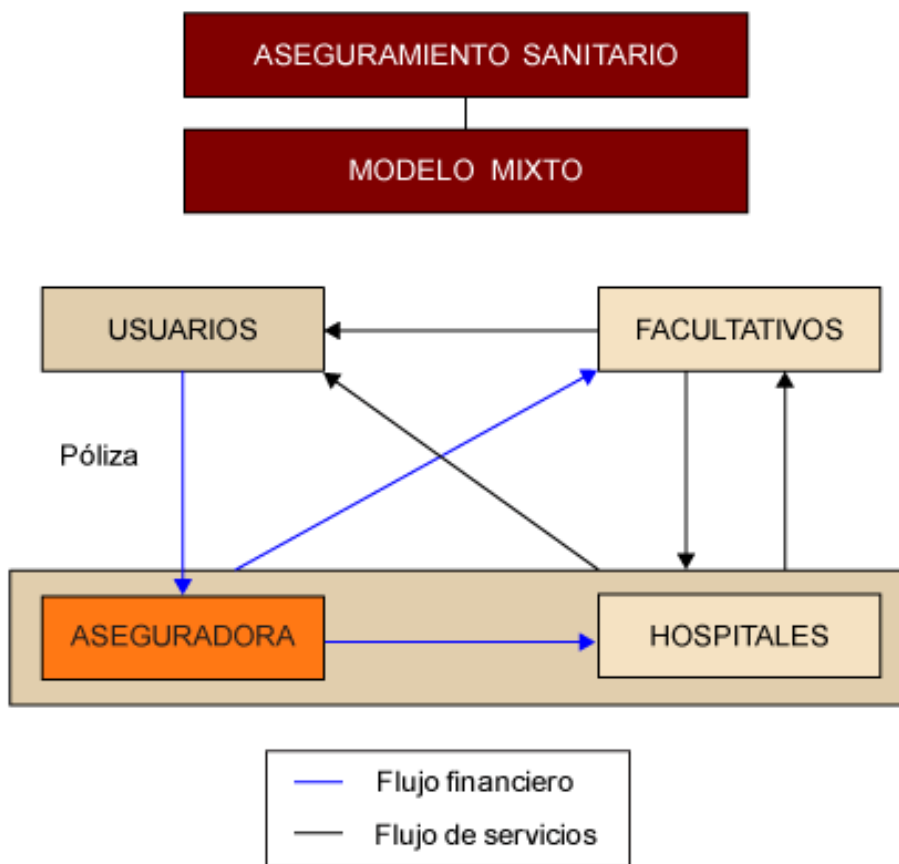 ASEGURAMIENTO SANITARIO
MODELO MIXTO
USUARIOS
FACULTATIVOS
Póliza
ASEGURADORA
HOSPITALES
Flujo financiero
Flujo de servicios